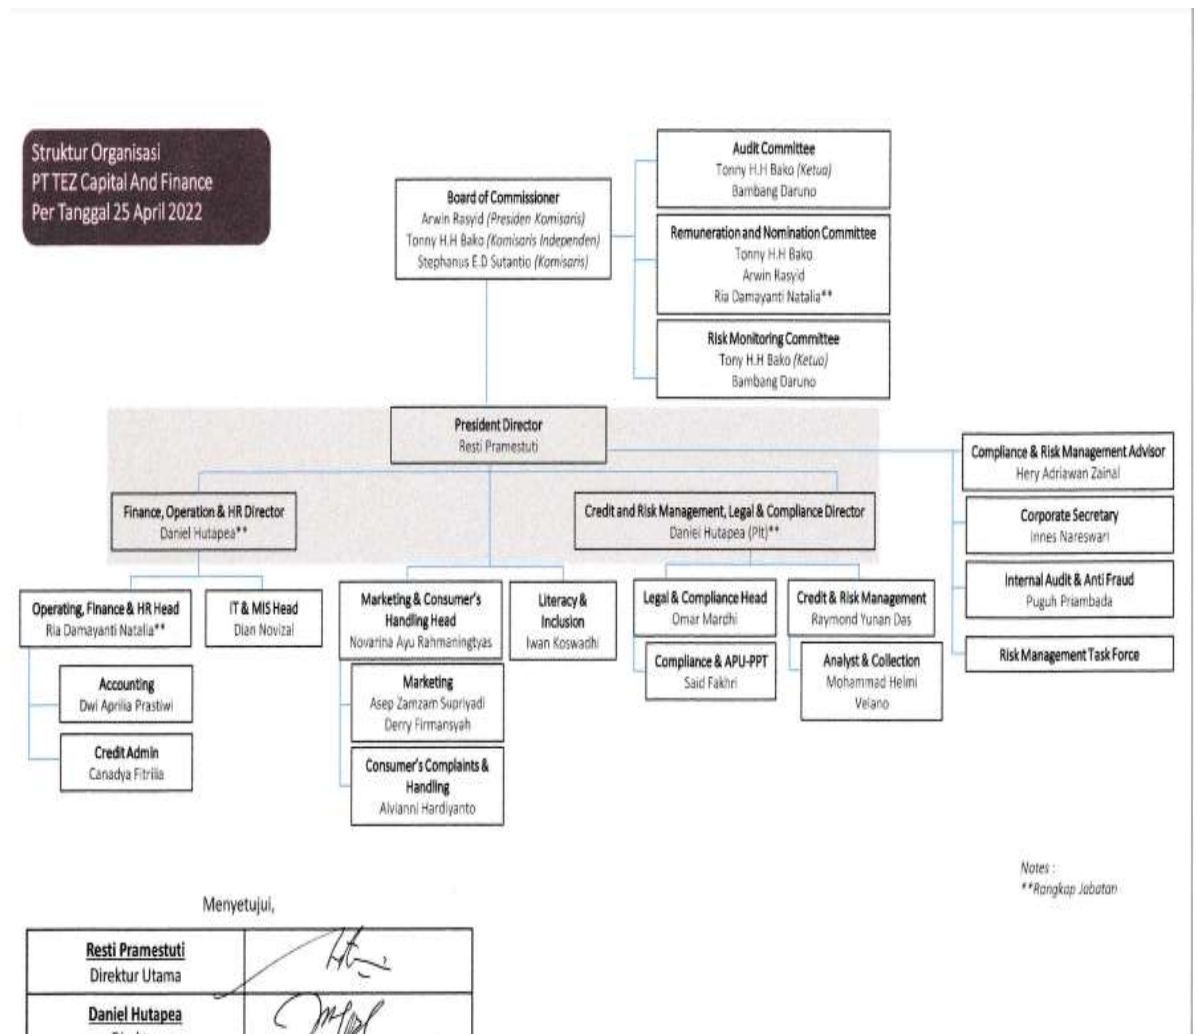 Struktur Organisasi
PT TEZ Capital And Finance
Per Tanggal 25 April 2022
Board of Commissioner
Arwin Rasyid (Presiden Komisaris)
Tonny H.H Bako (Komisaris Independen)
Stephanus E.D Sutantio (Komisaris)
Audit Committee
Tonny H.H Bako (Ketua)
Bambang Daruno
Remuneration and Nomination Committee
Tonny H.H Bako
Arwin Rasyid
Ria Damayanti Natalia**
Risk Monitoring Committee
Tony H.H Bako (Ketua)
Bambang Daruno
President Director
Resti Pramestuti
Compliance & Risk Management Advisor
Hery Adriawan Zainal
Corporate Secretary
Innes Nareswari
Internal Audit & Anti Fraud
Puguh Priambada
Risk Management Task Force
Finance, Operation & HR Director
Daniel Hutapea**
Credit and Risk Management, Legal & Compliance Director
Daniel Hutapea (Plt)**
Operating, Finance & HR Head
Ria Damayanti Natalia**
IT & MIS Head
Dian Novizal
Accounting
Dwi Aprilia Prastiwi
Credit Admin
Canadya Fitrilia
Marketing & Consumer's
Handling Head
Novarina Ayu Rahmaningtyas
Literacy &
Inclusion
Iwan Koswadhi
Marketing
Asep Zamzam Supriyadi
Derry Firmansyah
Consumer's Complaints &
Handling
Alvianni Hardiyanto
Legal & Compliance Head
Omar Mardhi
Compliance & APU-PPT
Said Fakhri
Credit & Risk Management
Raymond Yunan Das
Analyst & Collection
Mohammad Helmi
Velano
Notes :
**Rangkap Jabatan
Menyetujui,
Resti Pramestuti
Direktur Utama
Daniel Hutapea